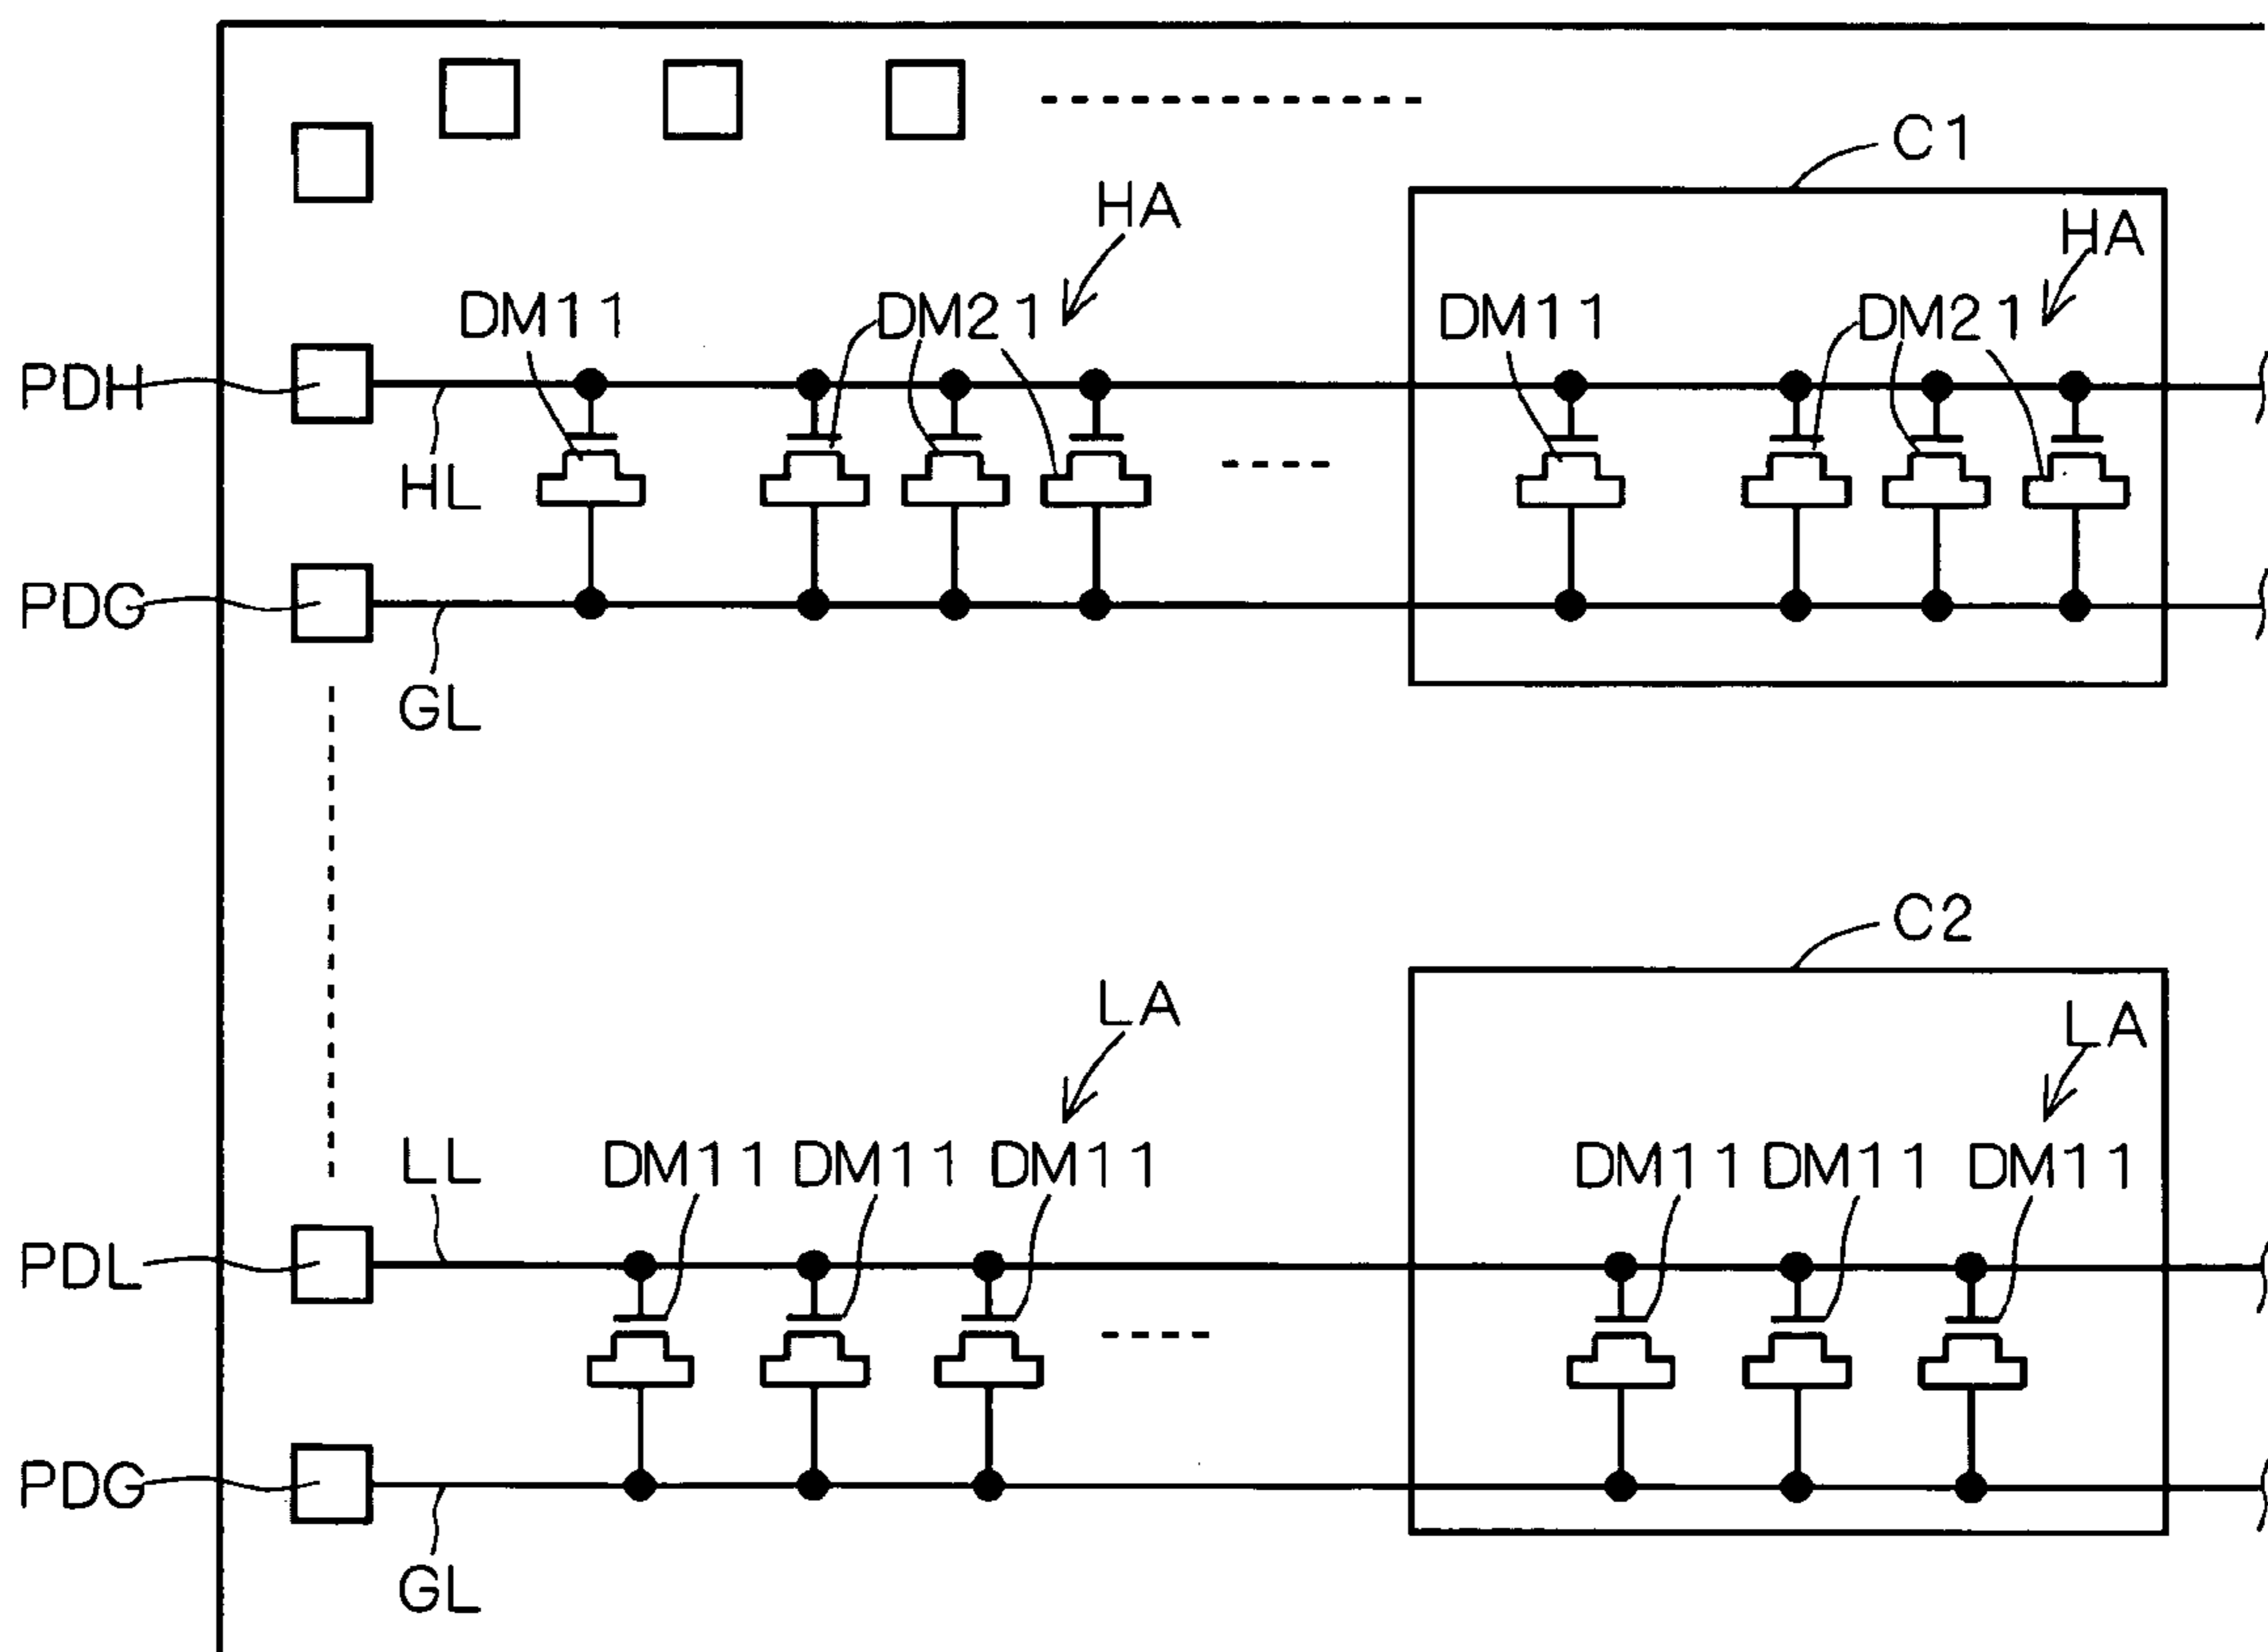 C1
HA
HA
DM11 DM21 DM11 DM21
PDH
HL
PDG
GL
C2
LA
LA
LL DM11 DM11 DM11 DM11 DM11 DM11
PDL
PDG
GL